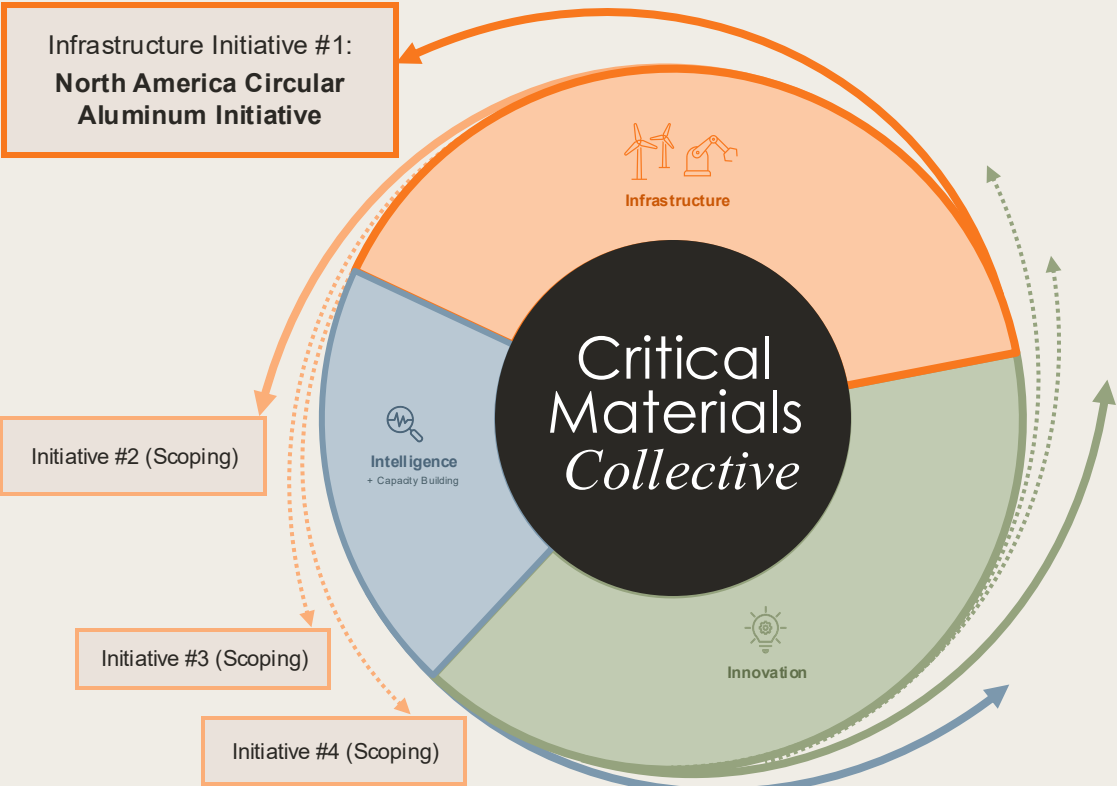 Infrastructure Initiative #1:
North America Circular
Aluminum Initiative
Infrastructure
Critical
Materials
Collective
Intelligence
+ Capacity Building
Initiative #2 (Scoping)
Initiative #3 (Scoping)
Innovation
Initiative #4 (Scoping)